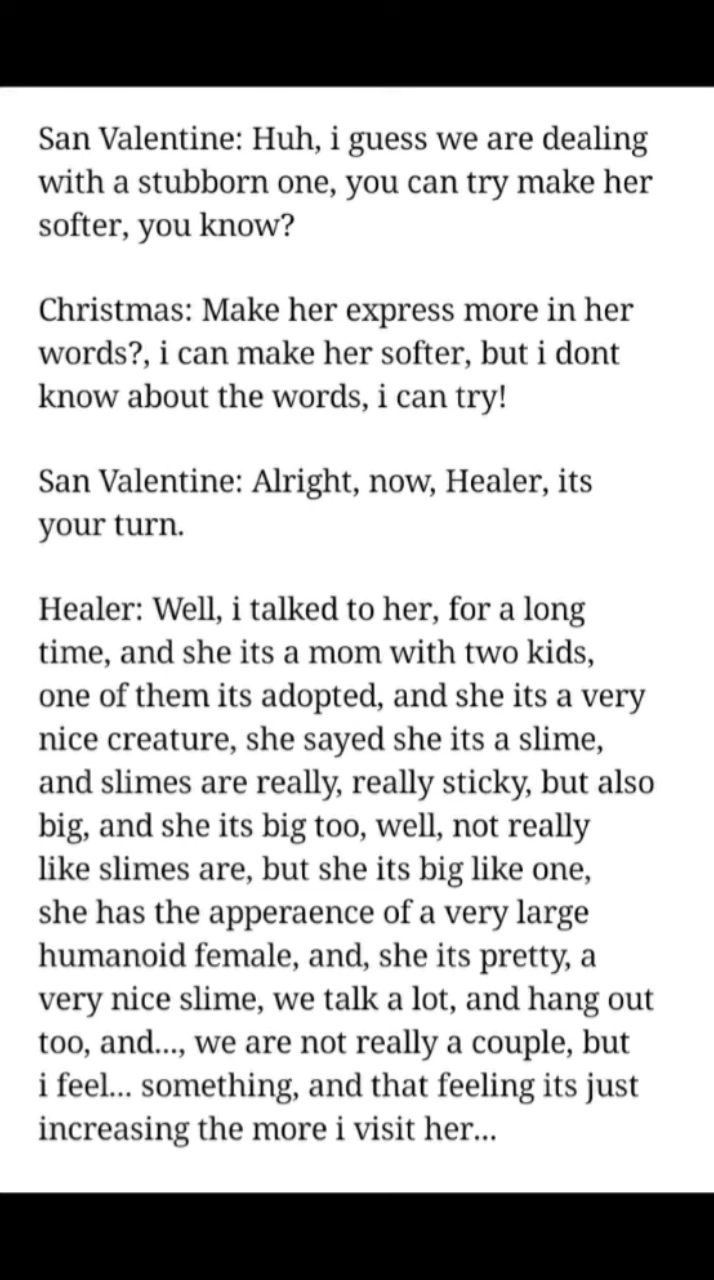 San Valentine: Huh, i guess we are dealing
with a stubborn one, you can try make her
softer, you know?
Christmas: Make her express more in her
words?, i can make her softer, but i dont
know about the words, i can try!
San Valentine: Alright, now, Healer, its
your turn.
Healer: Well, i talked to her, for a long
time, and she its a mom with two kids,
one of them its adopted, and she its a very
nice creature, she sayed she its a slime,
and slimes are really, really sticky, but also
big, and she its big too, well, not really
like slimes are, but she its big like one,
she has the apperaence of a very large
humanoid female, and, she its pretty, a
very nice slime, we talk a lot, and hang out
too, and..., we are not really a couple, but
i feel... something, and that feeling its just
increasing the more i visit her...